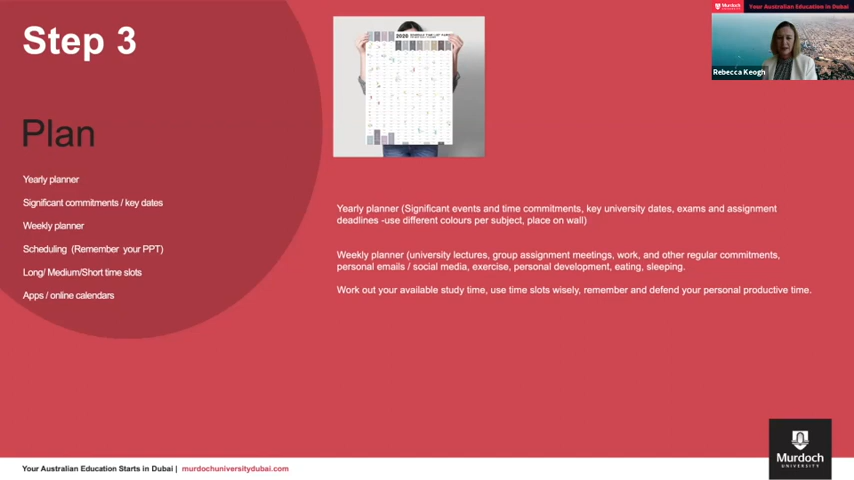 Step 3
Plan
Yearly planner
Significant commitments / key dates
Weekly planner
Scheduling (Remember your PPT)
Long/ Medium/Short time slots
Apps / online calendars
2020
Yearly planner (Significant events and time commitments, key university dates, exams and assignment
deadlines -use different colours per subject, place on wall)
Weekly planner (university lectures, group assignment meetings, work, and other regular commitments,
personal emails / social media, exercise, personal development, eating, sleeping.
Work out your available study time, use time slots wisely, remember and defend your personal productive time.
Murdoch
UNIVERSITY
Your Australian Education in Dubai
Rebecca Keogh
Your Australian Education Starts in Dubai | murdochuniversitydubai.com
Murdoch
UNIVERSITY